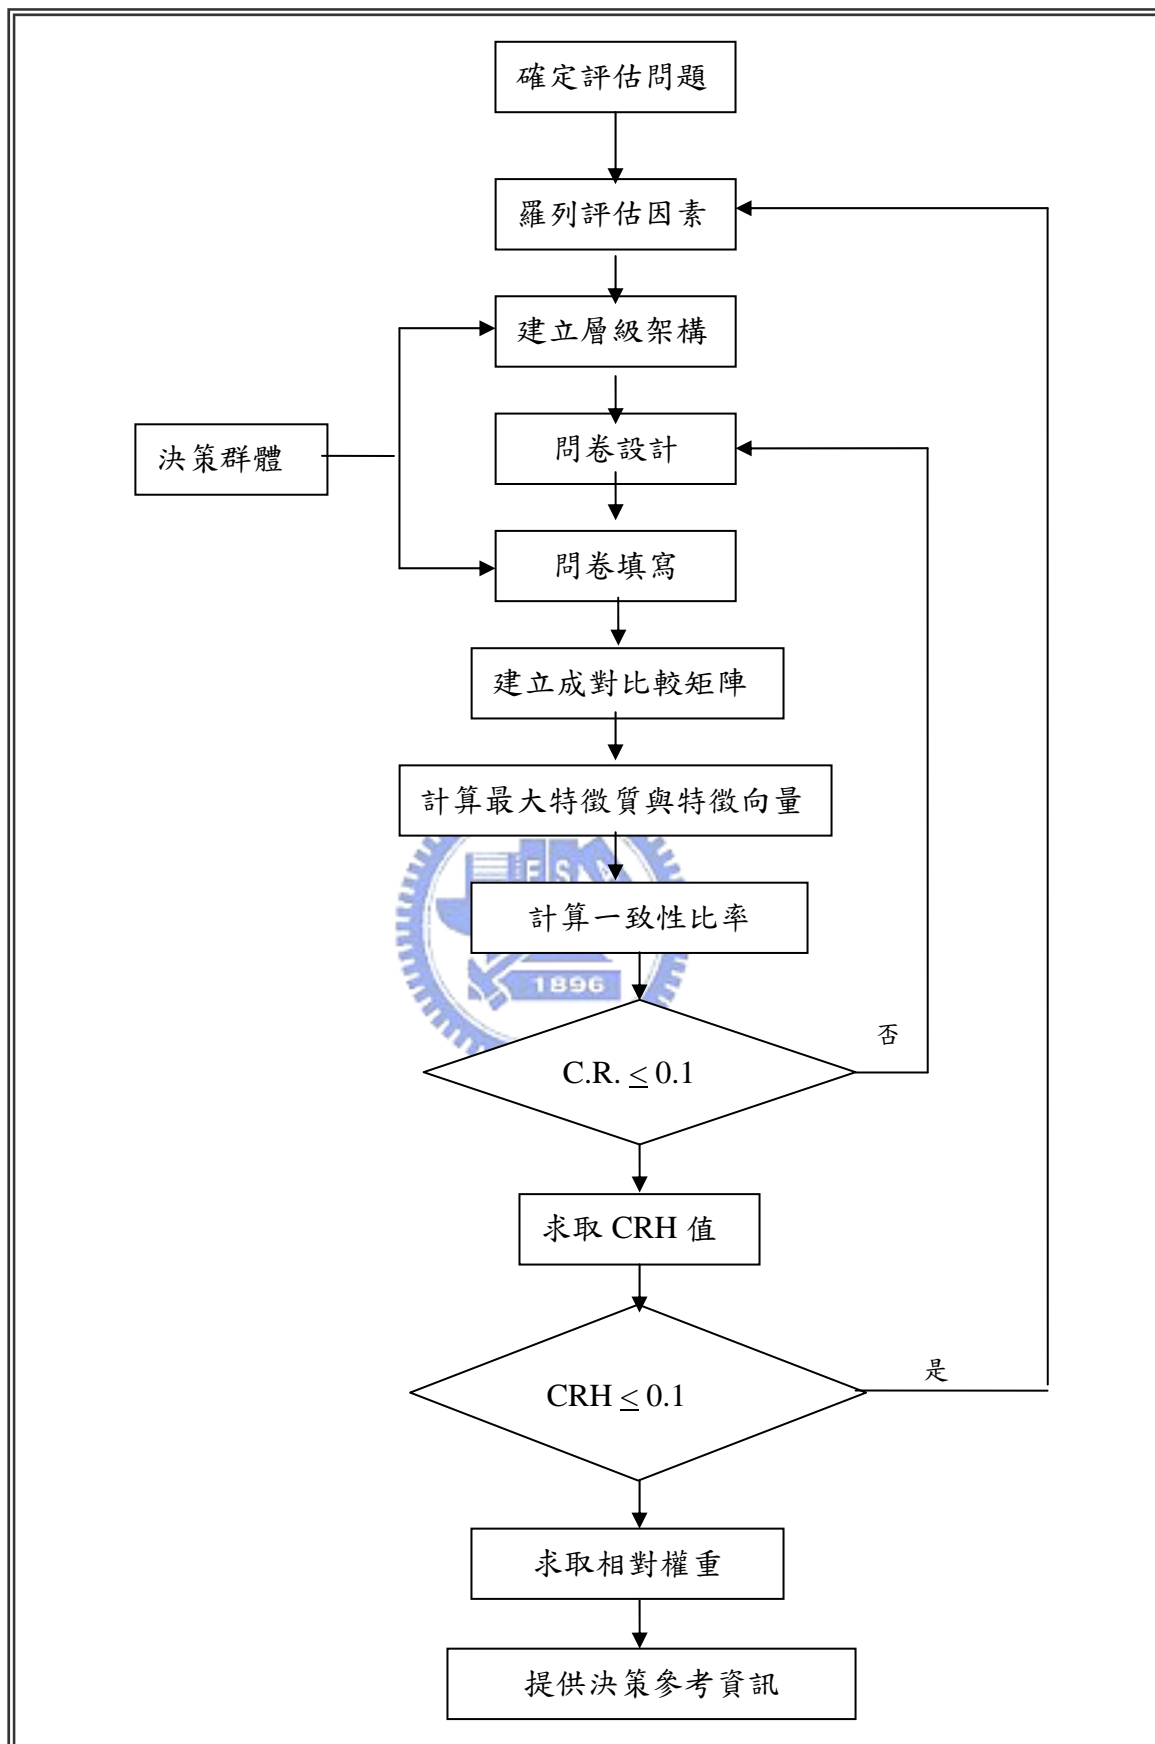 確定評估問題
羅列評估因素
建立層級架構
問卷設計
決策群體
問卷填寫
建立成對比較矩陣
計算最大特徵質與特徵向量
ES
計算一致性比率
1896
否
C.R. ≤ 0.1
求取 CRH 值
是
CRH ≤ 0.1
求取相對權重
提供決策參考資訊